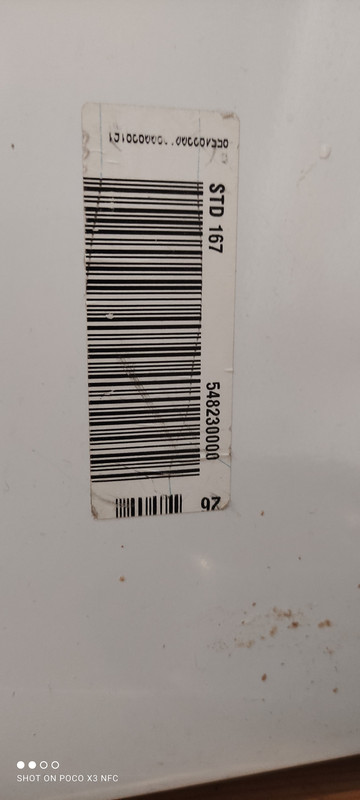 STD 167
548230000
97
SHOT ON POCO X3 NFC